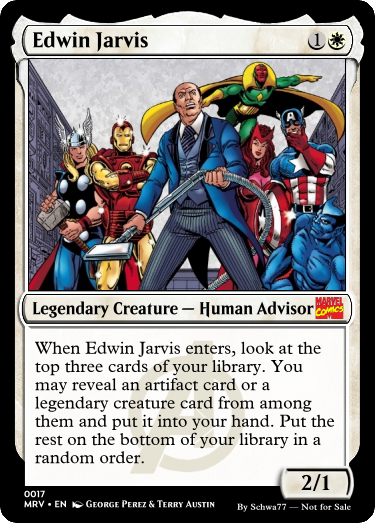 Edwin Jarvis 1
Legendary Creature — Human Advisor MARVEL COMICS
When Edwin Jarvis enters, look at the
top three cards of your library. You
may reveal an artifact card or a
legendary creature card from among
them and put it into your hand. Put the
rest on the bottom of your library in a
random order.
2/1
0017
MRV • EN George Perez & Terry Austin By Schwa77 — Not for Sale